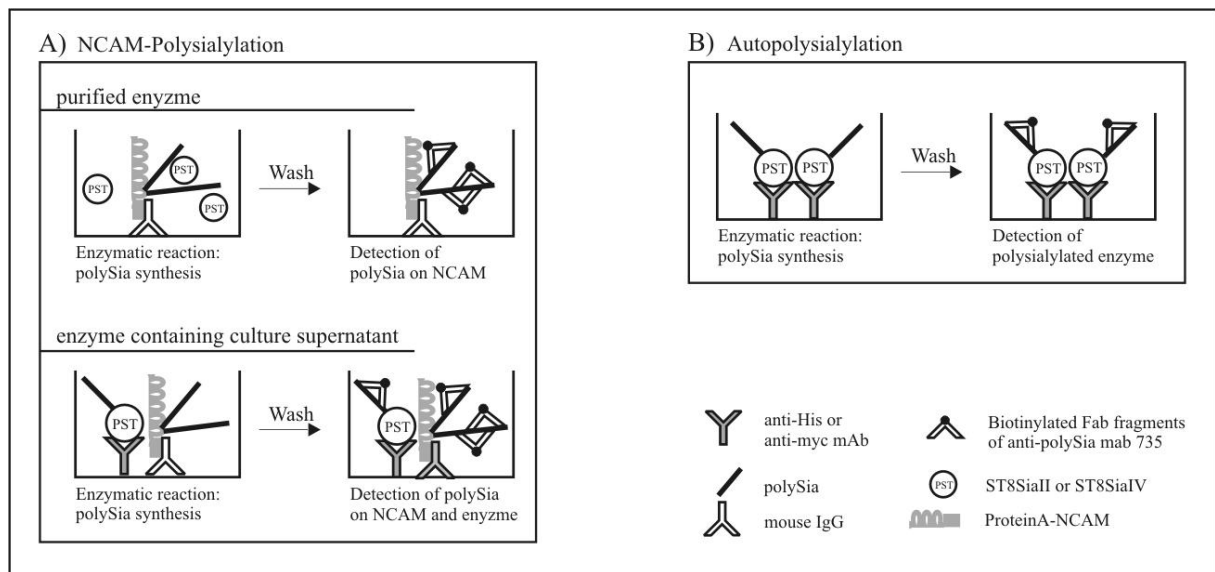 A) NCAM-Polysialylation
purified enyzme
PST
PST
PST
Wash
Enzymatic reaction:
polySia synthesis
Detection of
polySia on NCAM
enzyme containing culture supernatant
PST
Wash
PST
Enzymatic reaction:
polySia synthesis
Detection of polySia
on NCAM and enyzme
B) Autopolysialylation
PST PST
Wash
PST PST
Enzymatic reaction:
polySia synthesis
Detection of
polysialylated enzyme
anti-His or
anti-myc mAb
polySia
mouse IgG
Biotinylated Fab fragments
of anti-polySia mab 735
PST
ST8SiaII or ST8SiaIV
ProteinA-NCAM